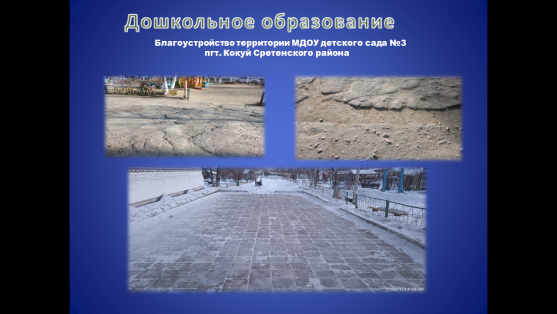 Дошкольное образование
Благоустройство территории МДОУ детского сада №3
пгт. Кокуй Сретенского района